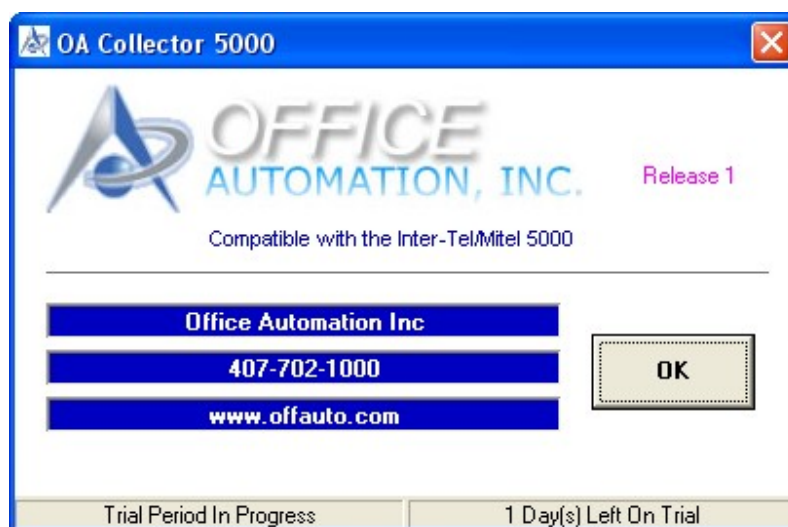 OA Collector 5000
OFFICE
AUTOMATION, INC.
Release 1
Compatible with the Inter-Tel/Mitel 5000
Office Automation Inc
407-702-1000
OK
www.offauto.com
Trial Period In Progress
1 Day(s) Left On Trial